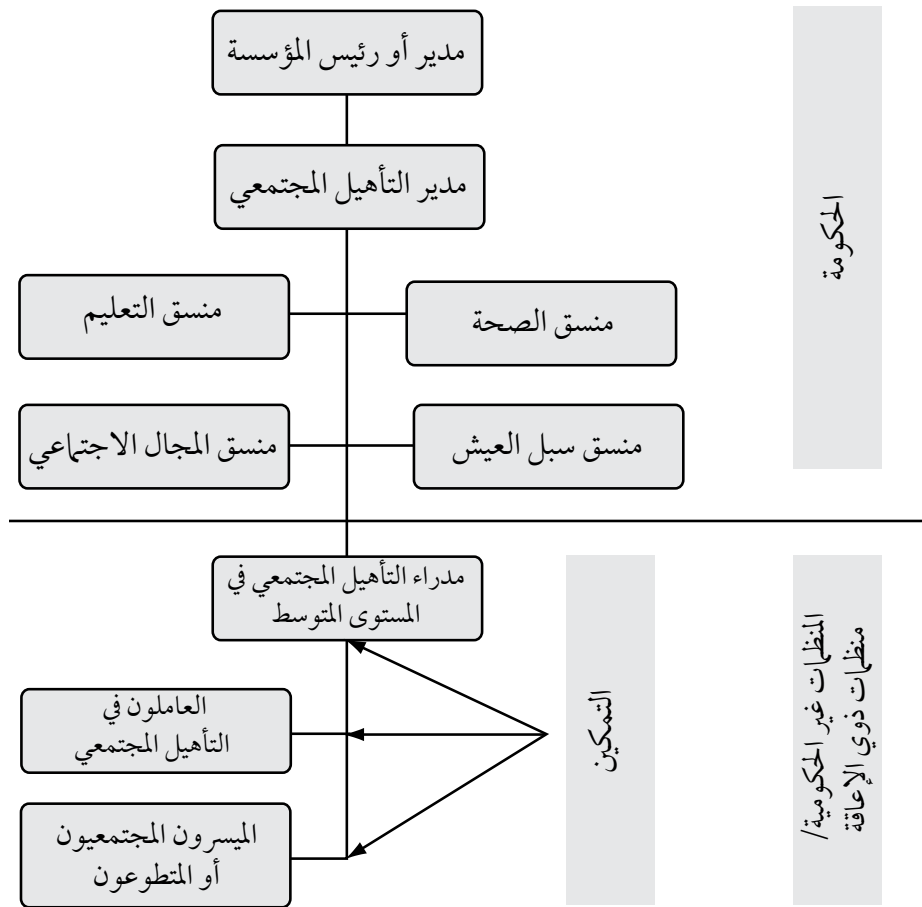 مدير أو رئيس المؤسسة
مدير التأهيل المجتمعي
الحكومة
منسق الصحة
منسق التعليم
منسق سبل العيش
منسق المجال الاجتماعي
مدراء التأهيل المجتمعي في
المستوى المتوسط
التمكين
المنظمات غير الحكومية/
منظمات ذوي الإعاقة
العاملون في
التأهيل المجتمعي
الميسرون المجتمعيون
أو المتطوعون